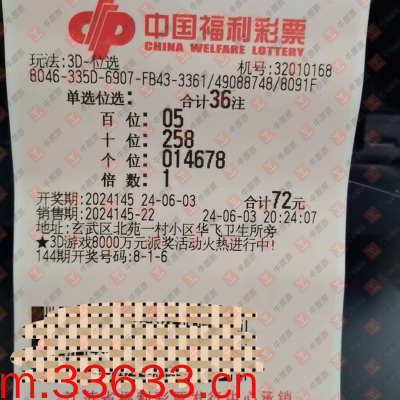 中国福利彩票
CHINA WELFARE LOTTERY
玩法:3D-位选 机号:32010168
8046-335D-6907-FB43-3361/49088748/8091F
单选位选: 合计36注
百位: 05
十位: 258
个位: 014678
倍数: 1
开奖期:2024145 24-06-03 合计72元
销售期:2024145-22 24-06-03 20:24:07
地址:玄武区北苑一村小区华飞卫生所旁
★3D游戏8000万元派奖活动火热进行中!
144期开奖号码:8-1-6
m.33633.cn